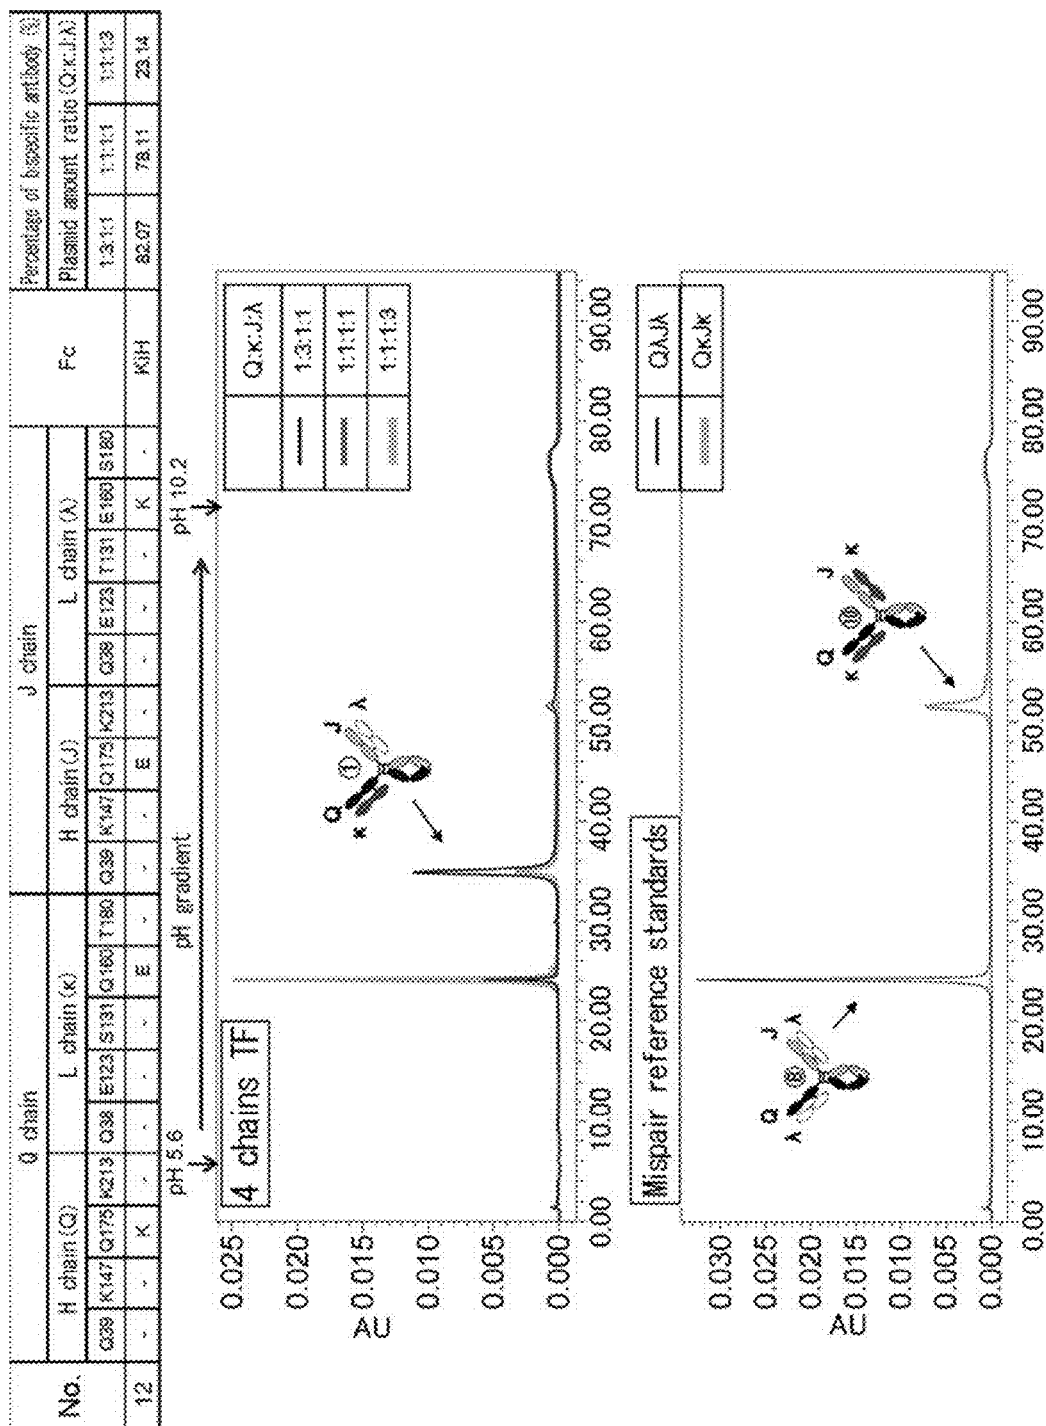 No. Q chain J chain Fc Percentage of bispecific antibody (%)
H chain (Q) L chain (κ) H chain (J) L chain (λ) Plasmid amount ratio (Q:κ:J:λ)
Q39 K147 Q175 K213 Q38 E123 S131 Q160 T180 Q39 K147 Q175 K213 Q38 E123 T131 E160 S180 1:3:1:1 1:1:1:1 1:1:1:3
12 - - K - - - - E - - - E - - - - K - KiH 82.07 78.11 23.14
pH 5.6 pH gradient pH 10.2
4 chains TF
Q:κ:J:λ
1:3:1:1
1:1:1:1
1:1:1:3
Q J
① 
κ λ
0.025
0.020
0.015
0.010
0.005
0.000
AU
0.00 10.00 20.00 30.00 40.00 50.00 60.00 70.00 80.00 90.00
Mispair reference standards
QλJλ
QκJκ
Q J
λ λ
Q J
κ κ
0.030
0.025
0.020
0.015
0.010
0.005
0.000
AU
0.00 10.00 20.00 30.00 40.00 50.00 60.00 70.00 80.00 90.00